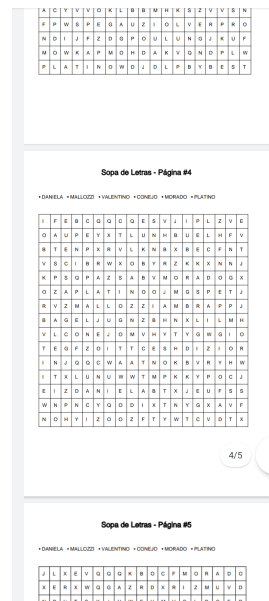 A C Y V V O K L B B M H K S Z V V S N
F P W S P E G A U Z I O L V E R P R O
N D I J F Z D G P O U L U N G J K U F
M O W K A P M O H D A K V Q N D P L W
P L A T I N O W D J D L P B Y B E S T
Sopa de Letras - Página #4
• DANIELA • MALLOZZI • VALENTINO • CONEJO • MORADO • PLATINO
I F E B C Q Q C Q E S V J I P L Z V E
O A U P E Y X T L U N H B U E L H F V
B T E N P X R V L K N B X B E C F N T
V S C I B R W X O B Y R Z K K X N N J
K P S Q P A Z S A B V M O R A D O G X
O Z A P L A T I N O O J M G S P E T J
R V Z M A L L O Z Z I A M B R A P P J
B A G E L J U G N Z B H N X L I L M H
V L C O N E J O M V H Y T Y G W G I O
T E G F Z O I T T C E S H D I Z I O R
I N J Q Q C W A A T N O K B V R Y H W
I T X L U N U W W T M P K K Y P O C J
E I Z D A N I E L A B T X J E U F S S
W N P N C Y Q O D I X T N Y G X A V F
N O H Y I Z O O Z F T Y W T C V D T X
4/5
Sopa de Letras - Página #5
• DANIELA • MALLOZZI • VALENTINO • CONEJO • MORADO • PLATINO
J L X E V G Q Q K B O C F M O R A D O
X E R X W Q G A Z R D X R I Z M U V D